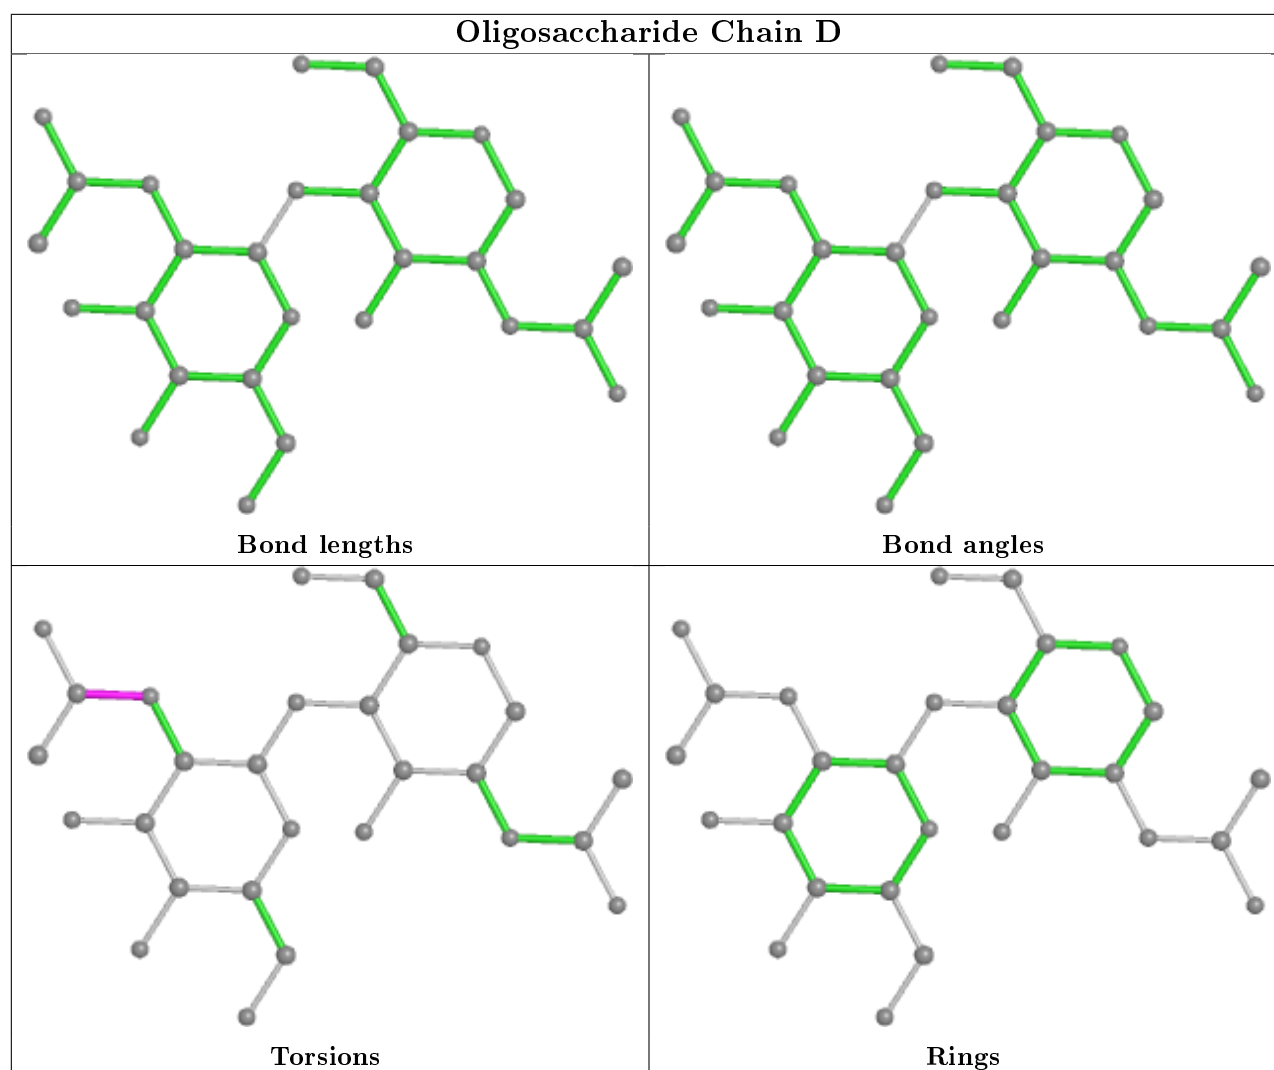 Oligosaccharide Chain D
Bond lengths
Bond angles
Torsions
Rings